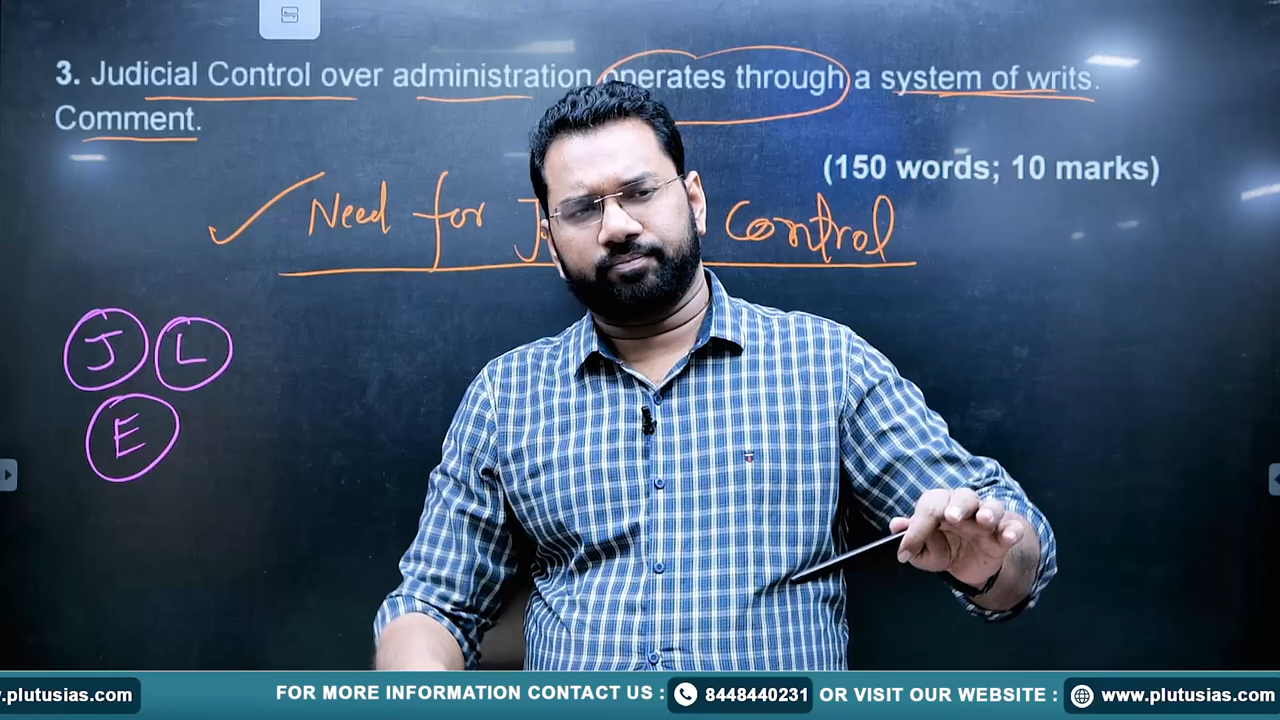 3. Judicial Control over administration operates through a system of writs.
Comment.
(150 words; 10 marks)
Need for Control
J L
E
.plutusias.com
FOR MORE INFORMATION CONTACT US : 8448440231 OR VISIT OUR WEBSITE : www.plutusias.com